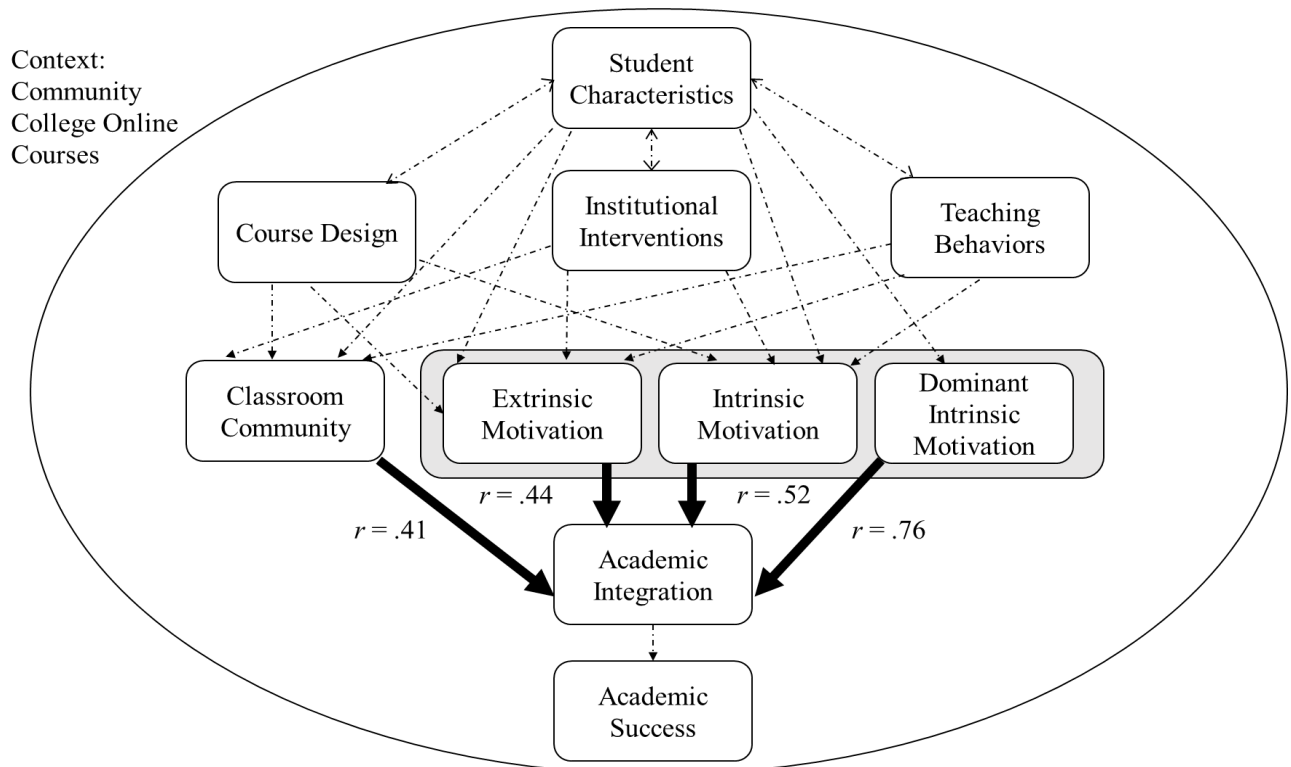 Context:
Community
College Online
Courses
Student
Characteristics
Course Design
Institutional
Interventions
Teaching
Behaviors
Classroom
Community
Extrinsic
Motivation
Intrinsic
Motivation
Dominant
Intrinsic
Motivation
r = .44
r = .52
r = .41
r = .76
Academic
Integration
Academic
Success